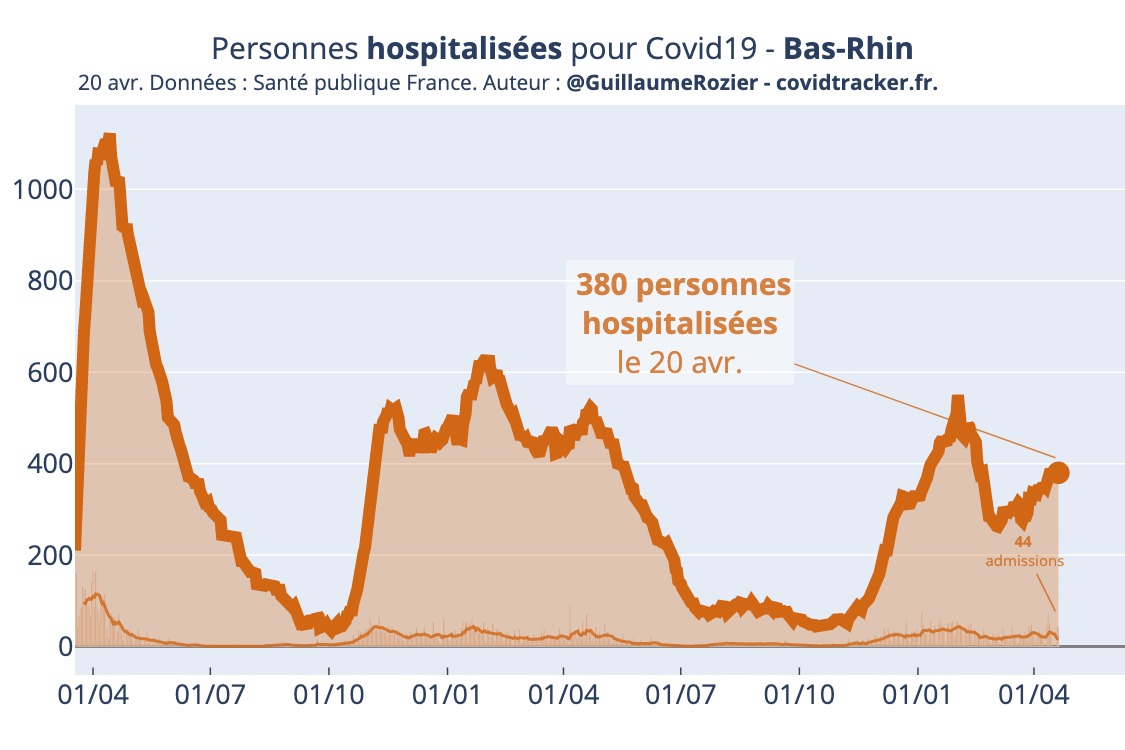 Personnes hospitalisées pour Covid19 - Bas-Rhin
20 avr. Données : Santé publique France. Auteur : @GuillaumeRozier - covidtracker.fr.
1000
800
600
400
200
0
380 personnes
hospitalisées
le 20 avr.
44
admissions
01/04 01/07 01/10 01/01 01/04 01/07 01/10 01/01 01/04